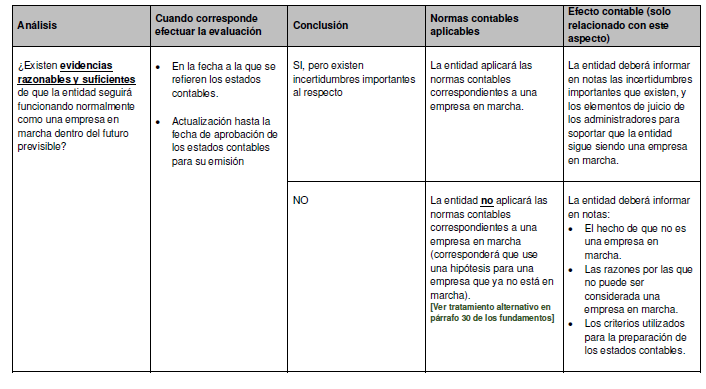 Análisis
Cuando corresponde
efectuar la evaluación
Conclusión
Normas contables
aplicables
Efecto contable (solo
relacionado con este
aspecto)
¿Existen evidencias
razonables y suficientes
de que la entidad seguirá
funcionando normalmente
como una empresa en
marcha dentro del futuro
previsible?
• En la fecha a la que se
refieren los estados
contables.
• Actualización hasta la
fecha de aprobación de
los estados contables
para su emisión
SI, pero existen
incertidumbres importantes
al respecto
La entidad aplicará las
normas contables
correspondientes a una
empresa en marcha.
La entidad deberá informar
en notas las incertidumbres
importantes que existen, y
los elementos de juicio de
los administradores para
soportar que la entidad
sigue siendo una empresa
en marcha.
NO
La entidad no aplicará las
normas contables
correspondientes a una
empresa en marcha
(corresponderá que use
una hipótesis para una
empresa que ya no está en
marcha).
[Ver tratamiento alternativo en
párrafo 30 de los fundamentos]
La entidad deberá informar
en notas:
• El hecho de que no es
una empresa en
marcha.
• Las razones por las que
no puede ser
considerada una
empresa en marcha.
• Los criterios utilizados
para la preparación de
los estados contables.